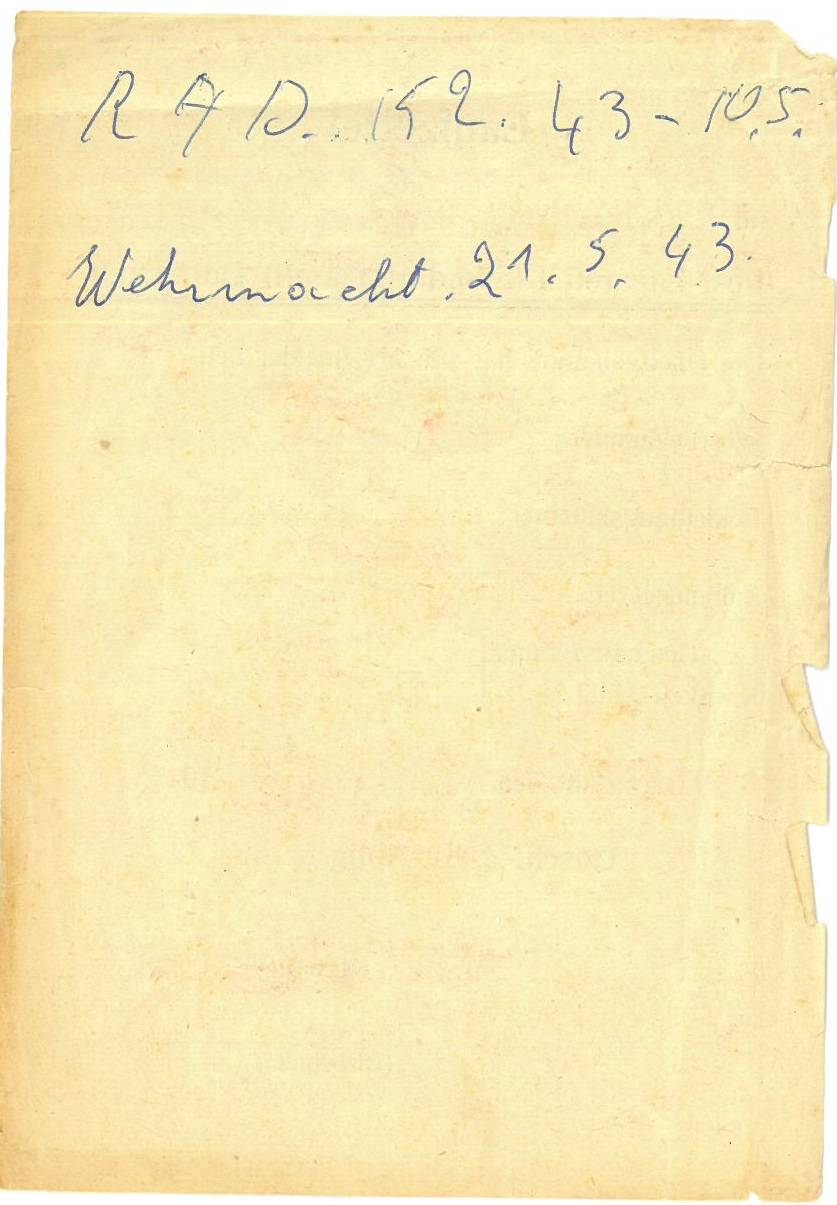 R A D. 15 2. 43 - 10.5.
Wehrmacht. 21. 5. 43.